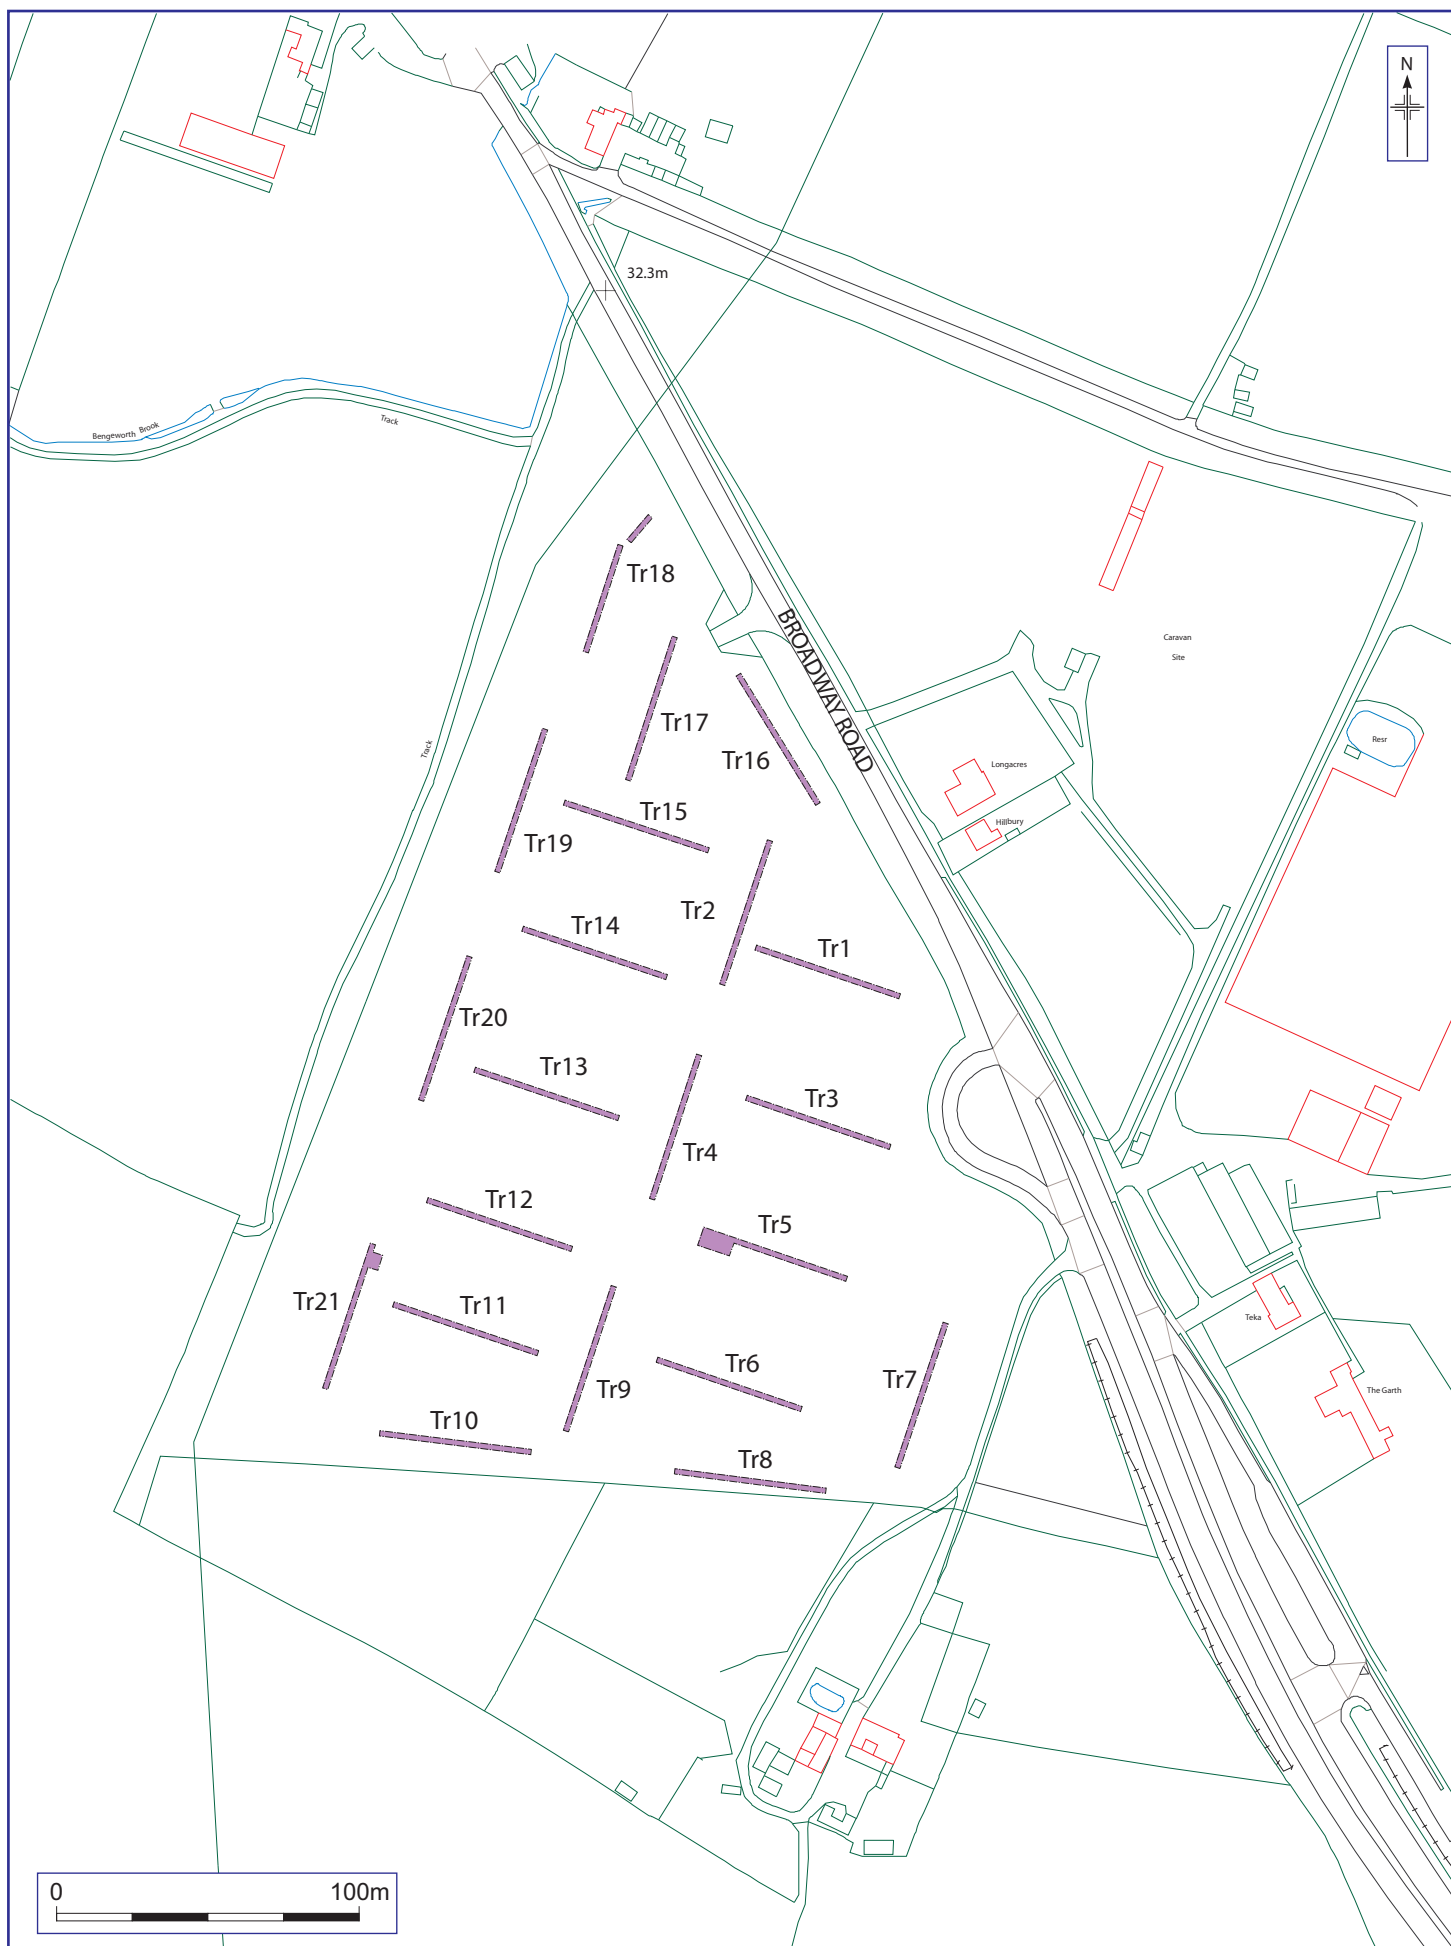 N
32.3m
Bengeworth Brook
Track
Tr18
BROADWAY ROAD
Caravan
Site
Tr17
Resr
Track
Tr16
Longacres
Tr15
Hillbury
Tr19
Tr2
Tr14
Tr1
Tr20
Tr13
Tr3
Tr4
Tr12
Tr5
Tr21
Tr11
Teka
Tr6
Tr7
Tr9
The Garth
Tr10
Tr8
0 100m